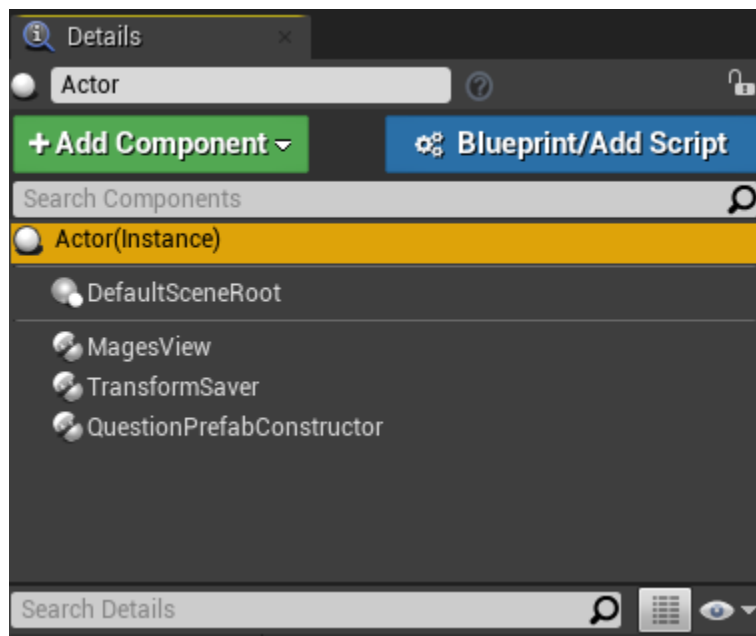 Details
Actor
+ Add Component
Blueprint/Add Script
Search Components
Actor(Instance)
DefaultSceneRoot
MagesView
TransformSaver
QuestionPrefabConstructor
Search Details